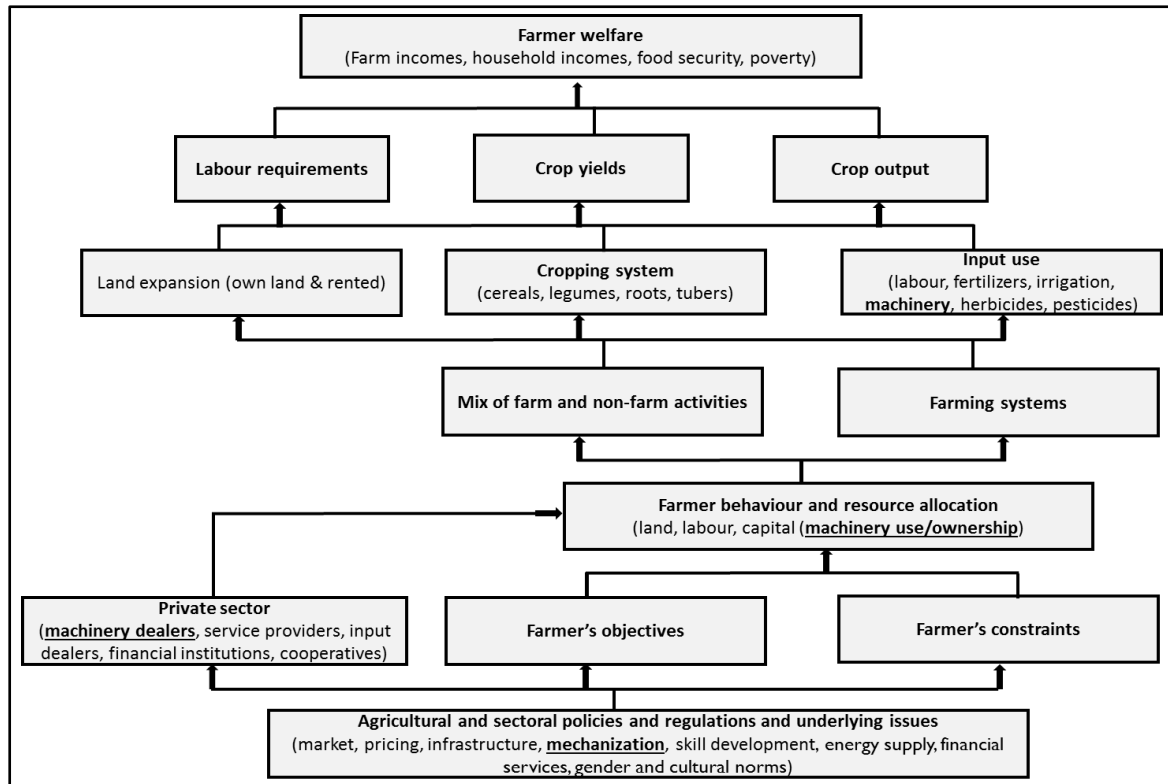 Farmer welfare
(Farm incomes, household incomes, food security, poverty)
Labour requirements
Crop yields
Crop output
Land expansion (own land & rented)
Cropping system
(cereals, legumes, roots, tubers)
Input use
(labour, fertilizers, irrigation,
machinery, herbicides, pesticides)
Mix of farm and non-farm activities
Farming systems
Farmer behaviour and resource allocation
(land, labour, capital (machinery use/ownership)
Private sector
(machinery dealers, service providers, input
dealers, financial institutions, cooperatives)
Farmer’s objectives
Farmer’s constraints
Agricultural and sectoral policies and regulations and underlying issues
(market, pricing, infrastructure, mechanization, skill development, energy supply, financial
services, gender and cultural norms)